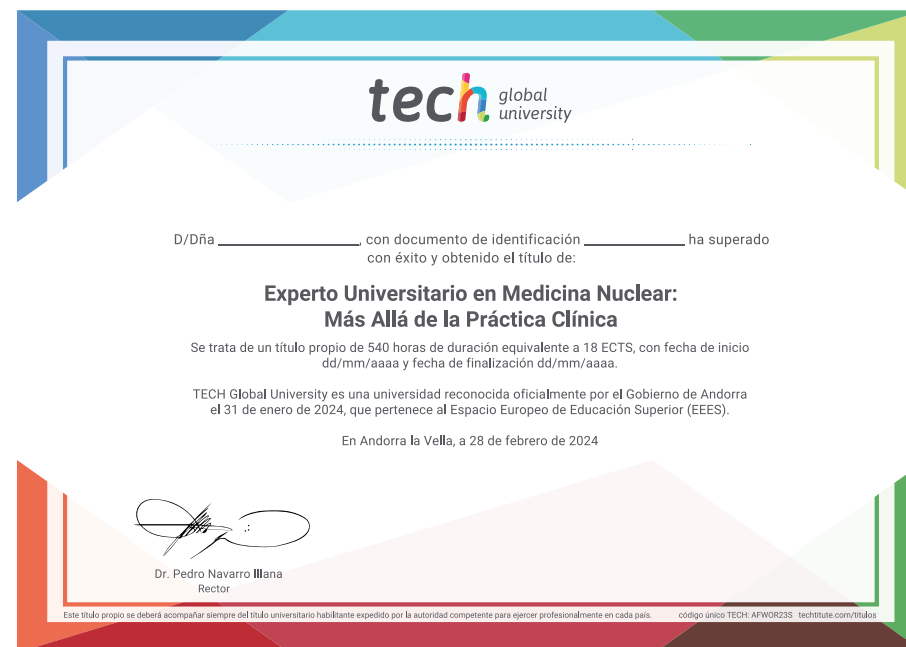 tech global university
D/Dña ____________, con documento de identificación ____________ ha superado
con éxito y obtenido el título de:
Experto Universitario en Medicina Nuclear:
Más Allá de la Práctica Clínica
Se trata de un título propio de 540 horas de duración equivalente a 18 ECTS, con fecha de inicio
dd/mm/aaaa y fecha de finalización dd/mm/aaaa.
TECH Global University es una universidad reconocida oficialmente por el Gobierno de Andorra
el 31 de enero de 2024, que pertenece al Espacio Europeo de Educación Superior (EEES).
En Andorra la Vella, a 28 de febrero de 2024
Dr. Pedro Navarro Illana
Rector
Este título propio se deberá acompañar siempre del título universitario habilitante expedido por la autoridad competente para ejercer profesionalmente en cada país. código único TECH: AFWOR23S techtitute.com/titulos